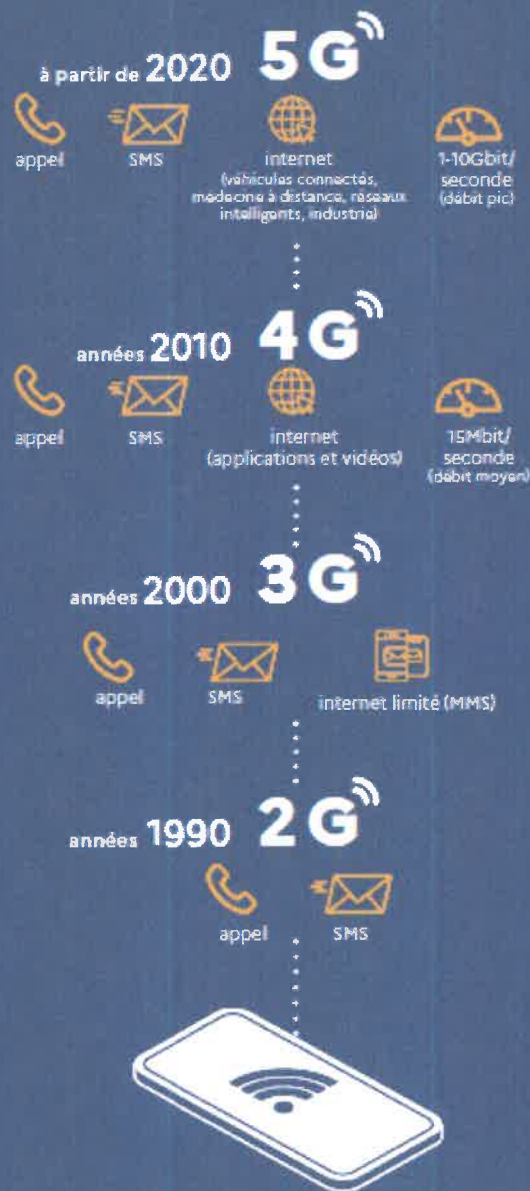 à partir de 2020 5G
appel
SMS
internet
(véhicules connectés,
médecine à distance, réseaux
intelligents, industrie)
1-10Gbit/
seconde
(débit pic)
années 2010 4G
appel
SMS
internet
(applications et vidéos)
15Mbit/
seconde
(débit moyen)
années 2000 3G
appel
SMS
internet limité (MMS)
années 1990 2G
appel
SMS